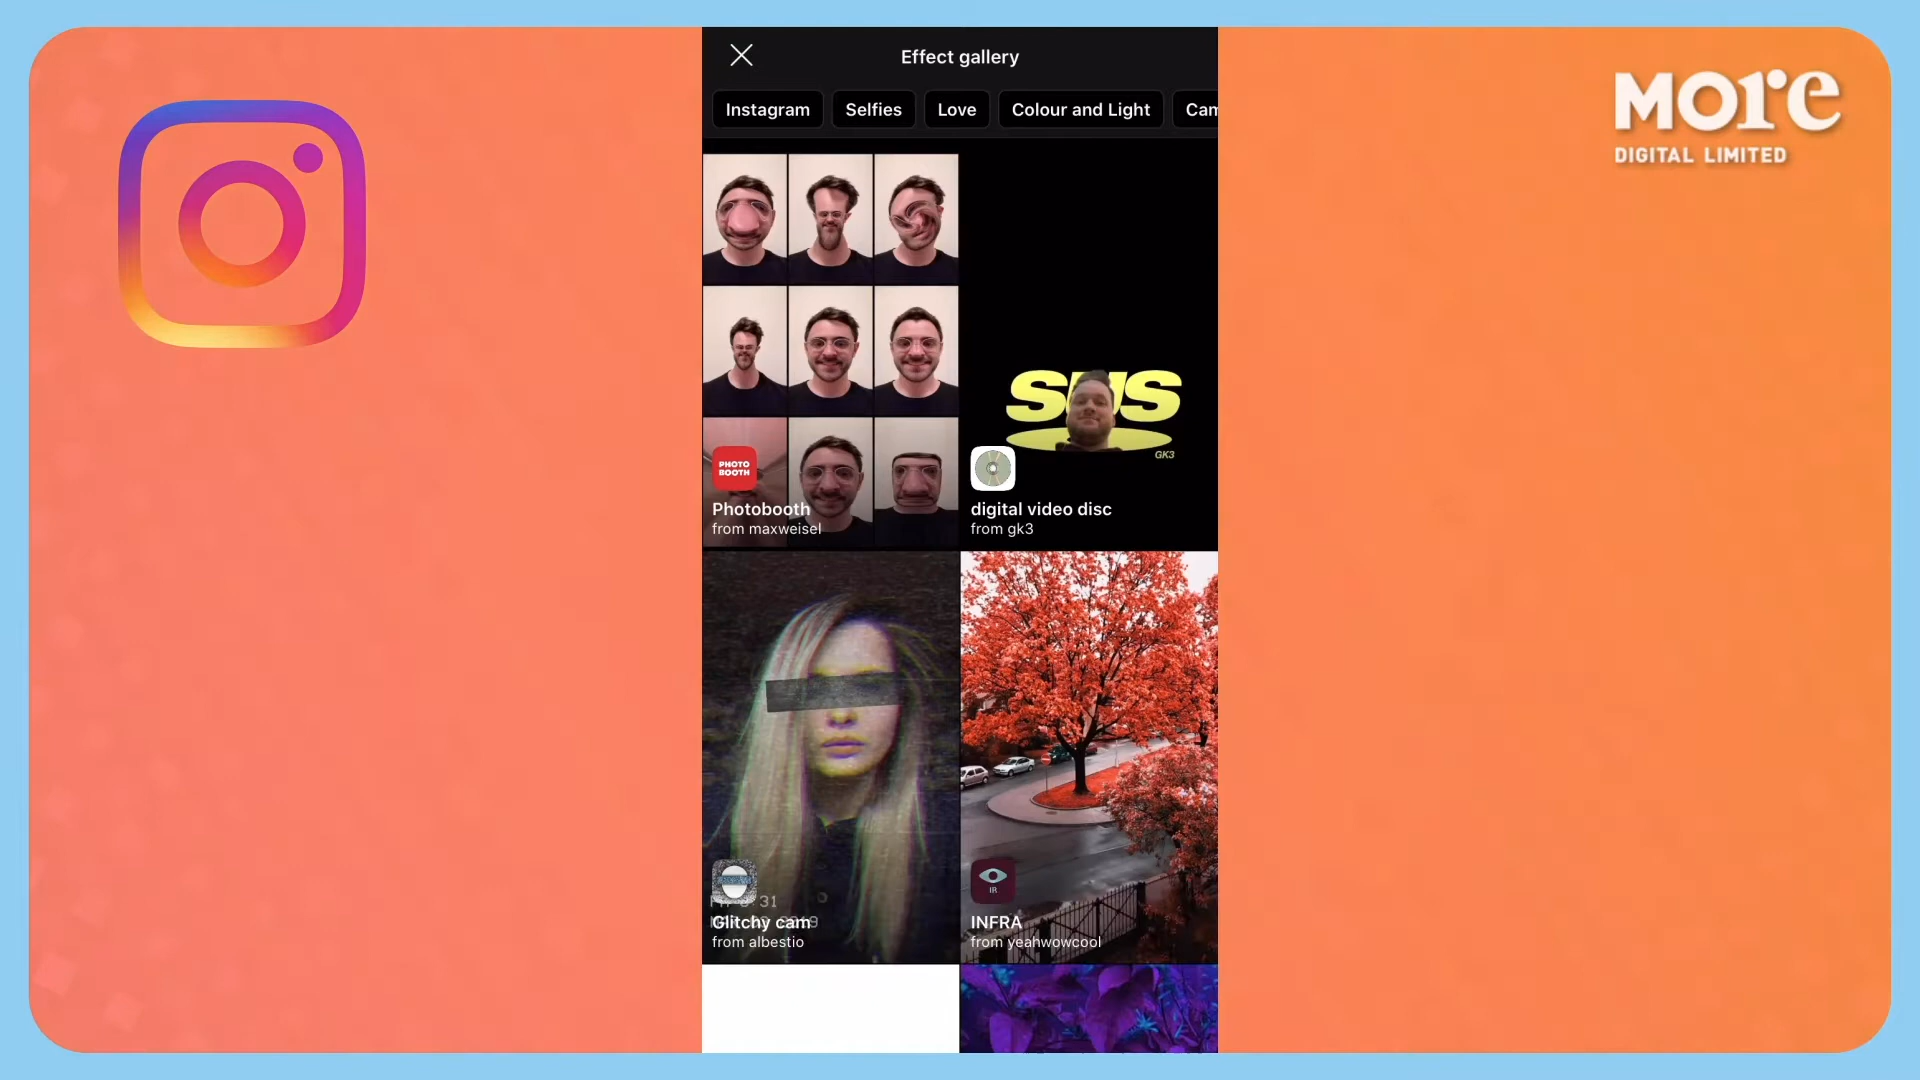 Effect gallery
Instagram Selfies Love Colour and Light Cam
MORE
DIGITAL LIMITED
SUS
GK3
PHOTO
BOOTH
Photobooth
from maxweisel
digital video disc
from gk3
IR
Glitchy cam
from albestio
INFRA
from yeahwowcool